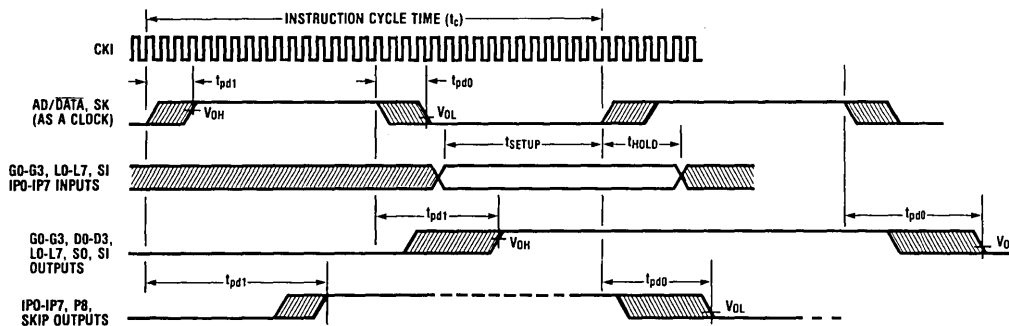 INSTRUCTION CYCLE TIME (tc)
CKI
tpd1
tpd0
AD/DATA, SK
(AS A CLOCK)
VOH
VOL
tSETUP
tHOLD
G0-G3, L0-L7, SI
IP0-IP7 INPUTS
tpd1
tpd0
G0-G3, D0-D3,
L0-L7, SO, SI
OUTPUTS
VOH
VO
tpd1
tpd0
IP0-IP7, P8,
SKIP OUTPUTS
VOL